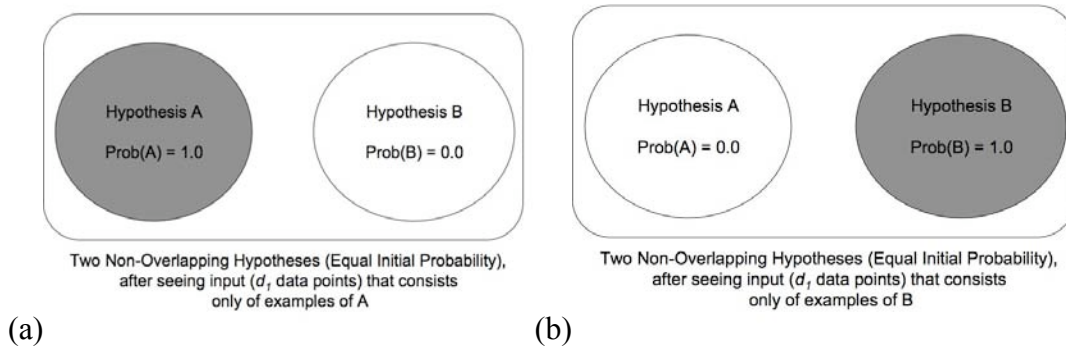 Hypothesis A
Prob(A) = 1.0
Hypothesis B
Prob(B) = 0.0
Two Non-Overlapping Hypotheses (Equal Initial Probability),
after seeing input (d₁ data points) that consists
only of examples of A
(a)
Hypothesis A
Prob(A) = 0.0
Hypothesis B
Prob(B) = 1.0
Two Non-Overlapping Hypotheses (Equal Initial Probability),
after seeing input (d₁ data points) that consists
only of examples of B
(b)